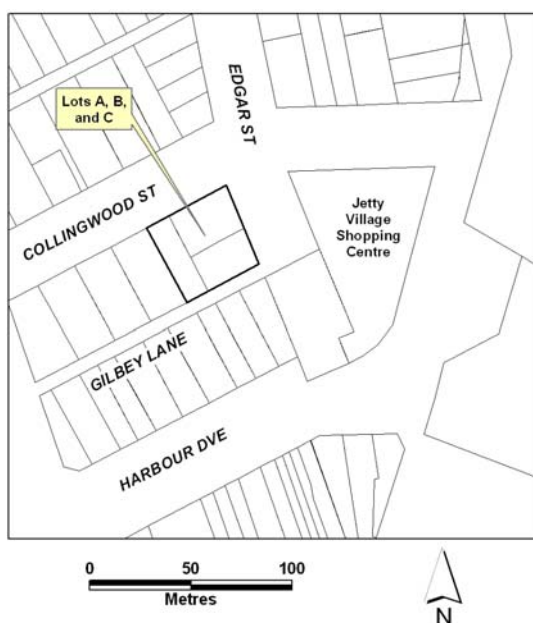 EDGAR ST
Lots A, B,
and C
COLLINGWOOD ST
Jetty
Village
Shopping
Centre
GILBEY LANE
HARBOUR DVE
0 50 100
Metres
N